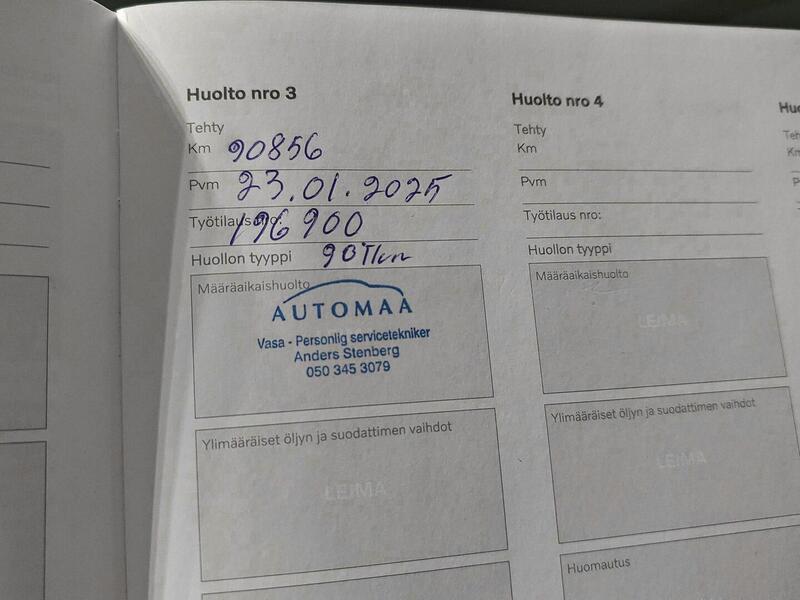 Huolto nro 3
Tehty
Km 90856
Pvm 23.01.2025
Työtilaus nro: 196900
Huollon tyyppi 90Tkm
Määräaikaishuolto
AUTOMAA
Vasa - Personlig servicetekniker
Anders Stenberg
050 345 3079
Ylimääräiset öljyn ja suodattimen vaihdot
LEIMA
Huolto nro 4
Tehty
Km
Pvm
Työtilaus nro:
Huollon tyyppi
Määräaikaishuolto
LEIMA
Ylimääräiset öljyn ja suodattimen vaihdot
LEIMA
Huomautus